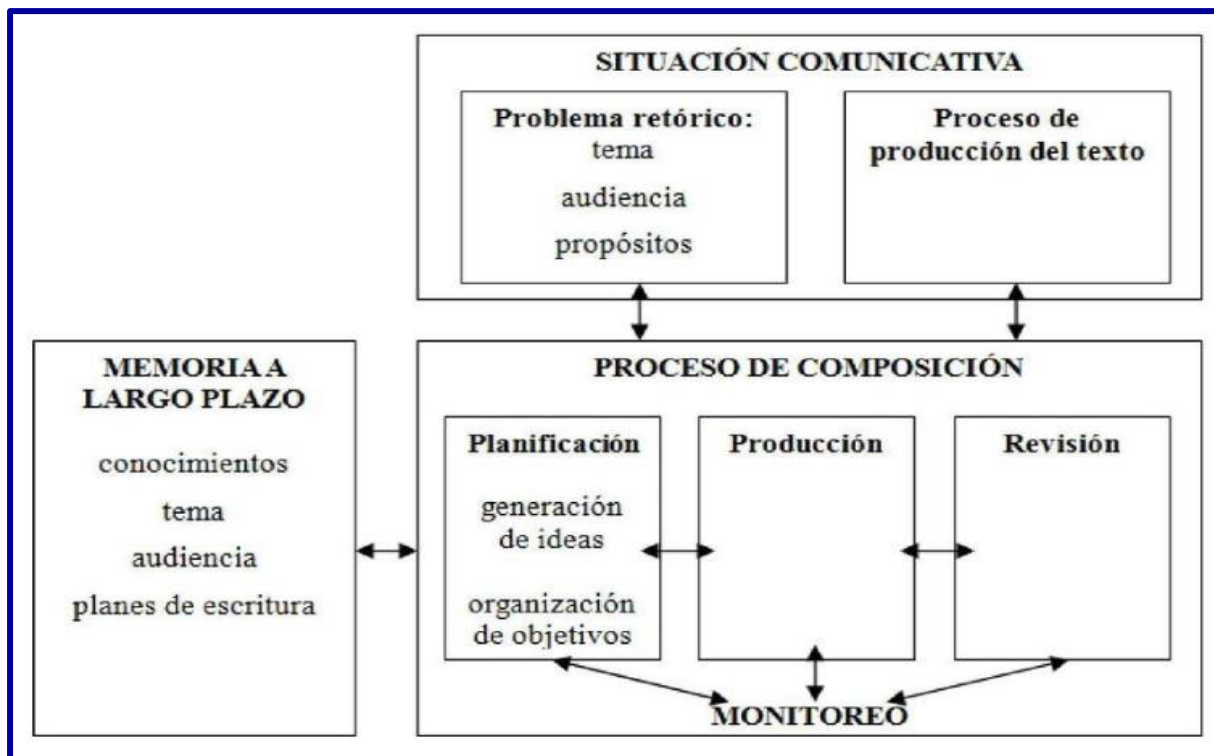 SITUACIÓN COMUNICATIVA
Problema retórico:
tema
audiencia
propósitos
Proceso de
producción del texto
MEMORIA A
LARGO PLAZO
conocimientos
tema
audiencia
planes de escritura
PROCESO DE COMPOSICIÓN
Planificación
generación
de ideas
organización
de objetivos
Producción
Revisión
MONITOREO